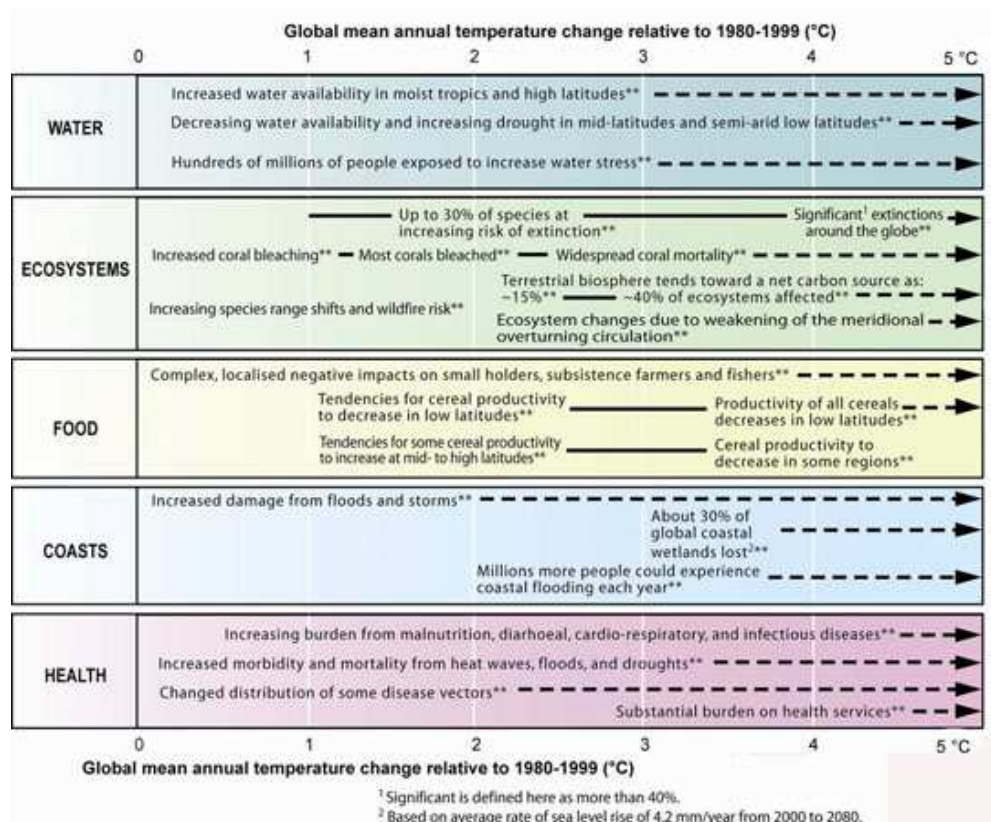 Global mean annual temperature change relative to 1980-1999 (°C)
0 1 2 3 4 5 °C
WATER
Increased water availability in moist tropics and high latitudes**
Decreasing water availability and increasing drought in mid-latitudes and semi-arid low latitudes**
Hundreds of millions of people exposed to increase water stress**
ECOSYSTEMS
Up to 30% of species at
increasing risk of extinction**
Significant¹ extinctions
around the globe**
Increased coral bleaching** Most corals bleached** Widespread coral mortality**
Terrestrial biosphere tends toward a net carbon source as:
~15%** ~40% of ecosystems affected**
Increasing species range shifts and wildfire risk**
Ecosystem changes due to weakening of the meridional
overturning circulation**
FOOD
Complex, localised negative impacts on small holders, subsistence farmers and fishers**
Tendencies for cereal productivity
to decrease in low latitudes**
Productivity of all cereals
decreases in low latitudes**
Tendencies for some cereal productivity
to increase at mid- to high latitudes**
Cereal productivity to
decrease in some regions**
COASTS
Increased damage from floods and storms**
About 30% of
global coastal
wetlands lost²**
Millions more people could experience
coastal flooding each year**
HEALTH
Increasing burden from malnutrition, diarhoeal, cardio-respiratory, and infectious diseases**
Increased morbidity and mortality from heat waves, floods, and droughts**
Changed distribution of some disease vectors**
Substantial burden on health services**
0 1 2 3 4 5 °C
Global mean annual temperature change relative to 1980-1999 (°C)
¹ Significant is defined here as more than 40%.
² Based on average rate of sea level rise of 4.2 mm/year from 2000 to 2080.